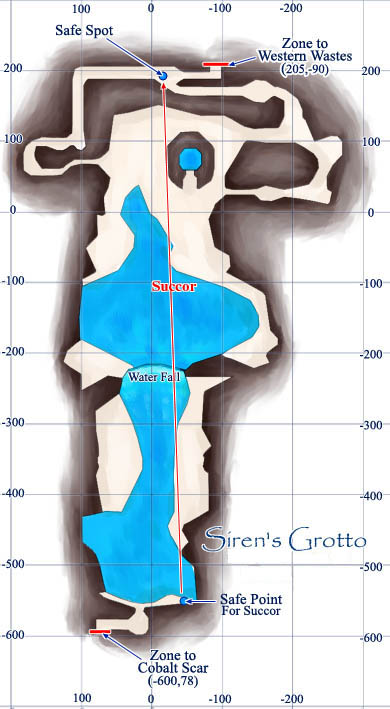 0
-100
-200
Safe Spot
Zone to
Western Wastes
(205,-90)
200
200
100
100
0
0
Succor
-100
-100
-200
-200
Water Fall
-300
-300
-400
-400
Siren's Grotto
-500
-500
Safe Point
For Succor
-600
-600
Zone to
Cobalt Scar
(-600,78)
100
0
-100
-200